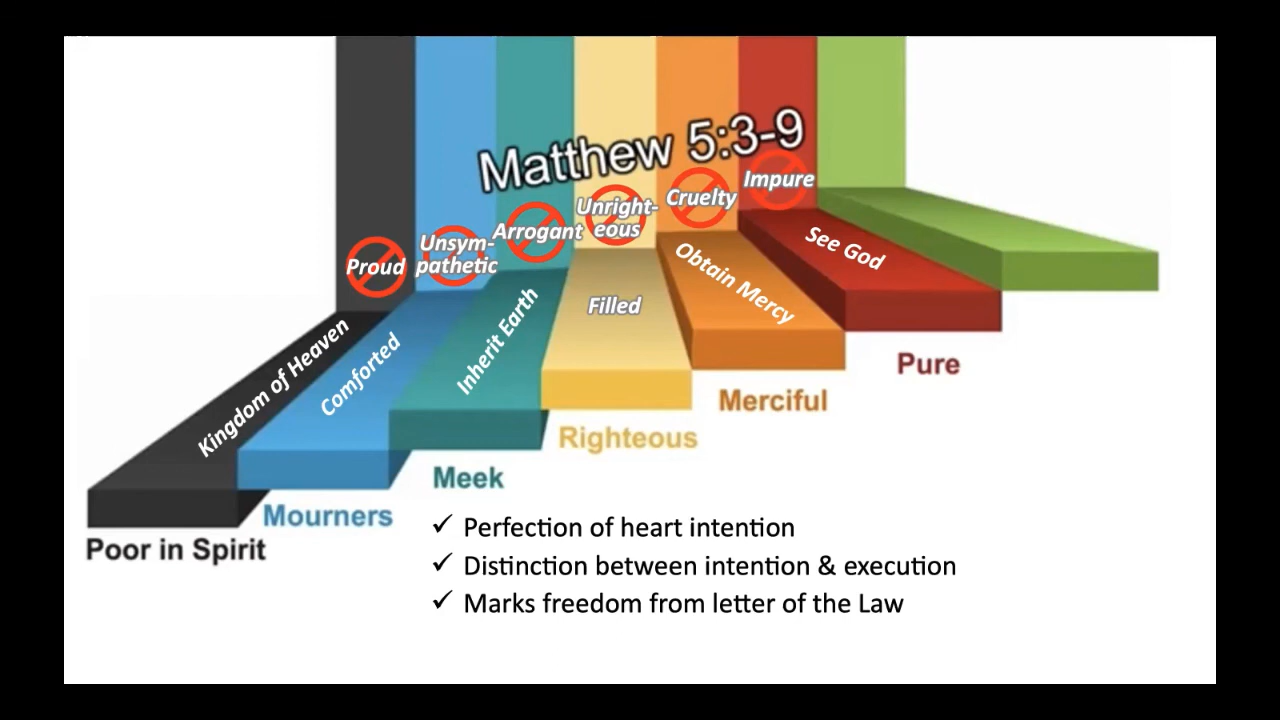 Matthew 5:3-9
Impure
Cruelty
Unright-
eous
Arrogant
Unsym-
pathetic
Proud
See God
Obtain Mercy
Filled
Inherit Earth
Comforted
Kingdom of Heaven
Pure
Merciful
Righteous
Meek
Mourners
Poor in Spirit
✓ Perfection of heart intention
✓ Distinction between intention & execution
✓ Marks freedom from letter of the Law